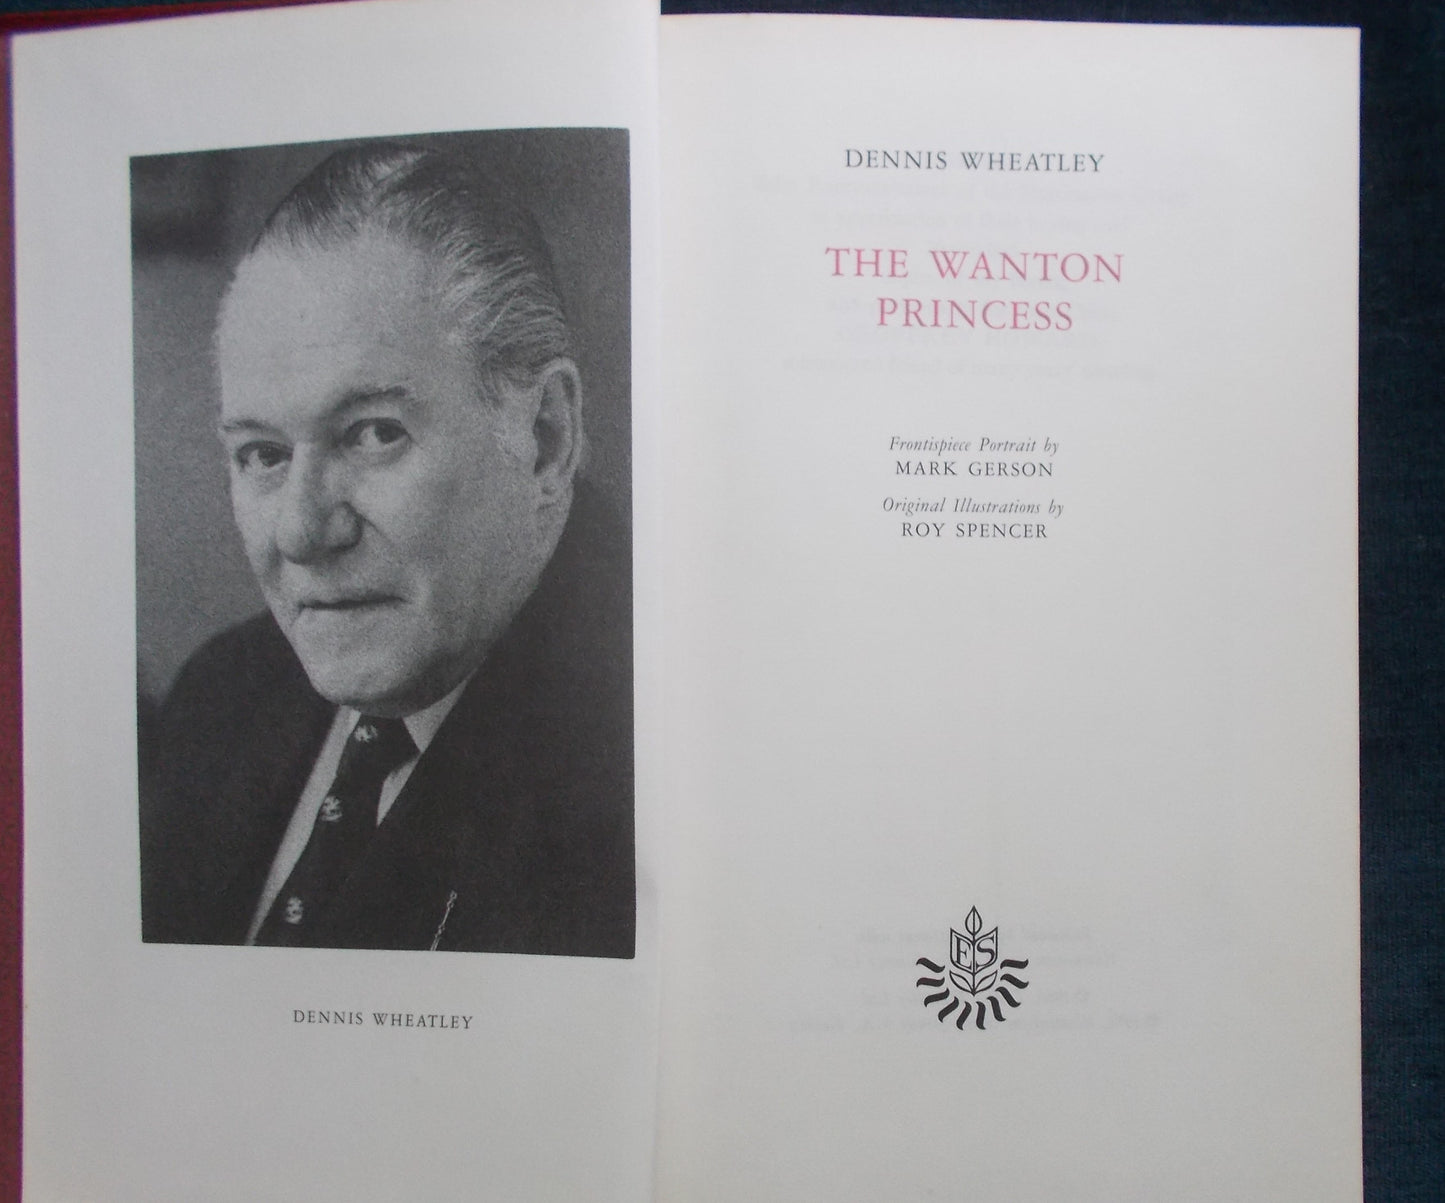 DENNIS WHEATLEY
DENNIS WHEATLEY
THE WANTON
PRINCESS
Frontispiece Portrait by
MARK GERSON
Original Illustrations by
ROY SPENCER
ES